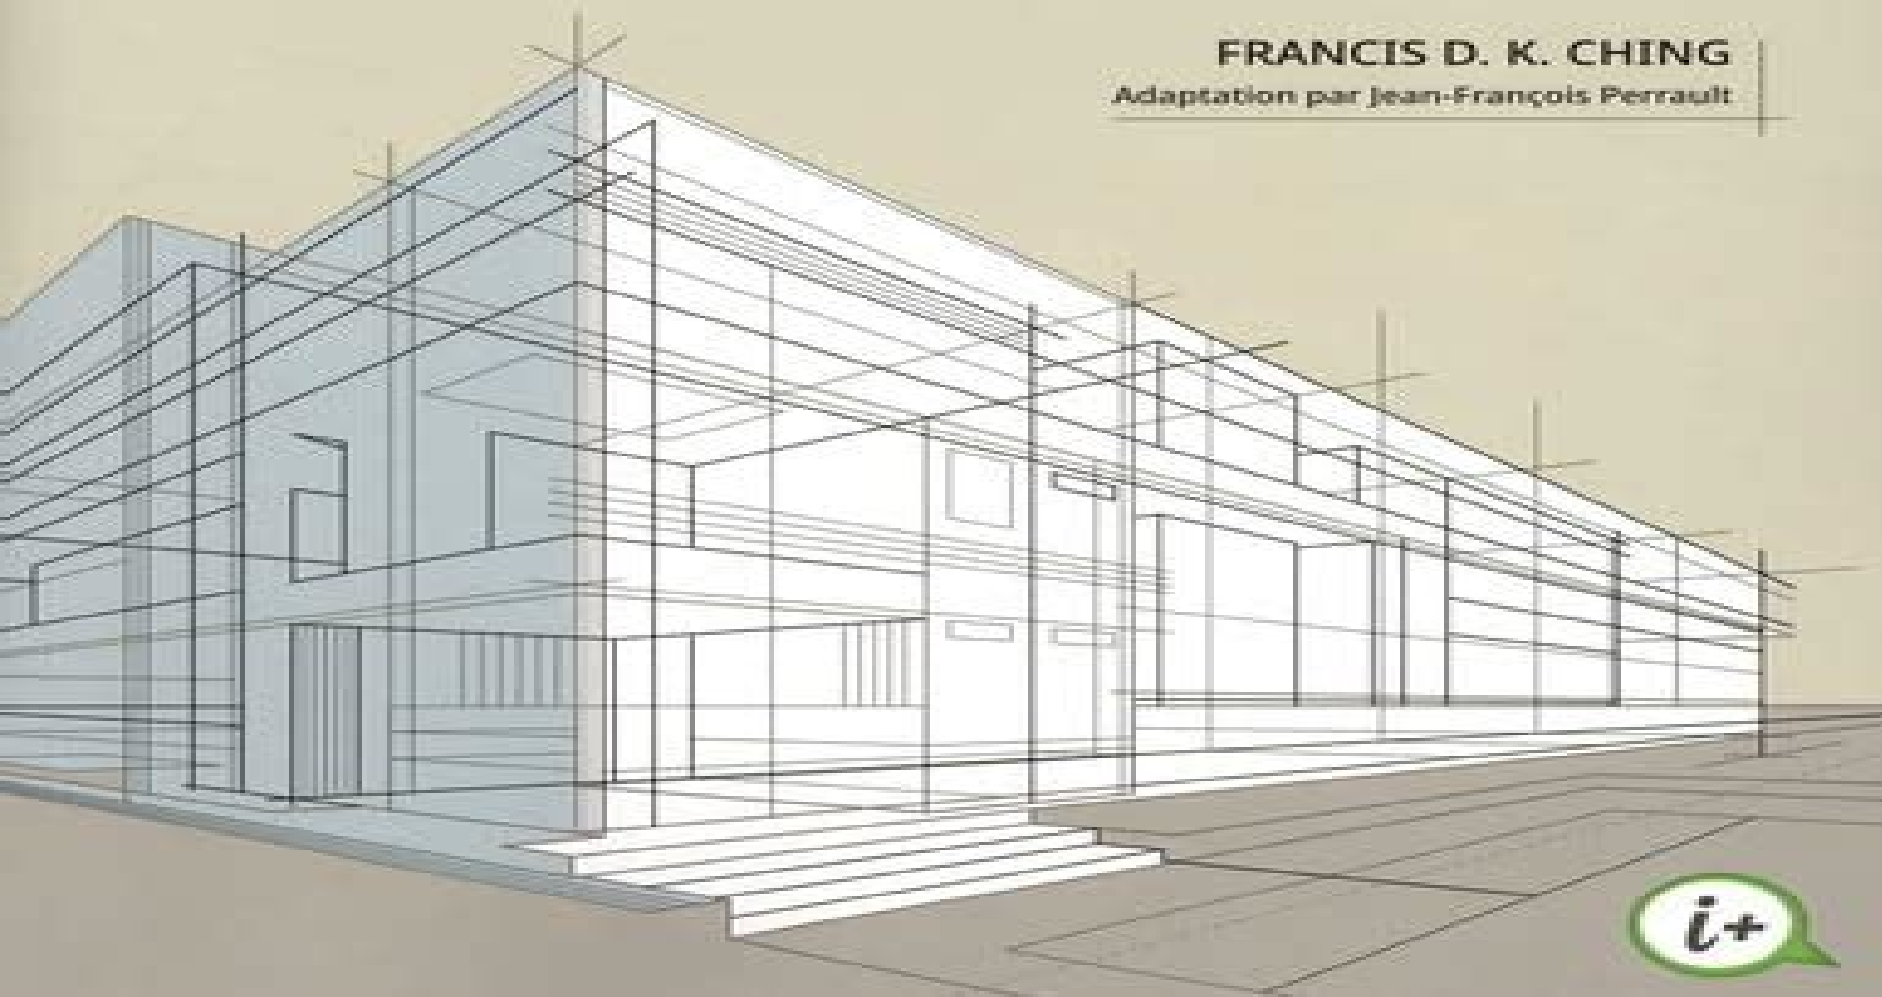 FRANCIS D. K. CHING
Adaptation par Jean-François Perrault
i+